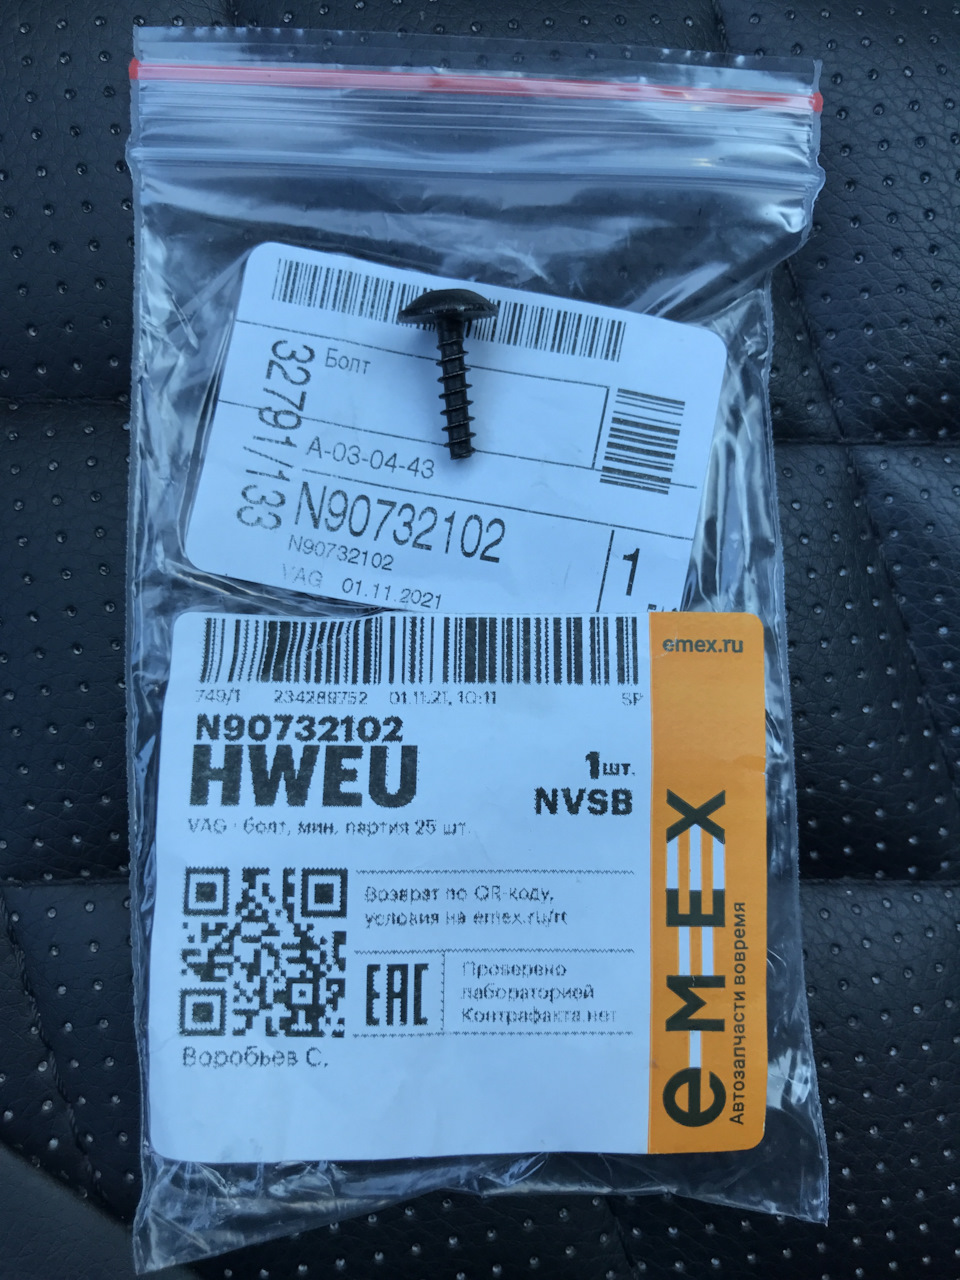 Болт
32791/133
A-03-04-43
N90732102
N90732102
1
VAG 01.11.2021
emex.ru
749/1 234289752 01.11.21, 10:11 SP
N90732102
HWEU
1шт.
NVSB
VAG · болт, мин. партия 25 шт.
Возврат по QR-коду,
условия на emex.ru/rt
EAC
Проверено
лабораторией
Контрафакта.нет
Воробьев С.
emex
Автозапчасти вовремя